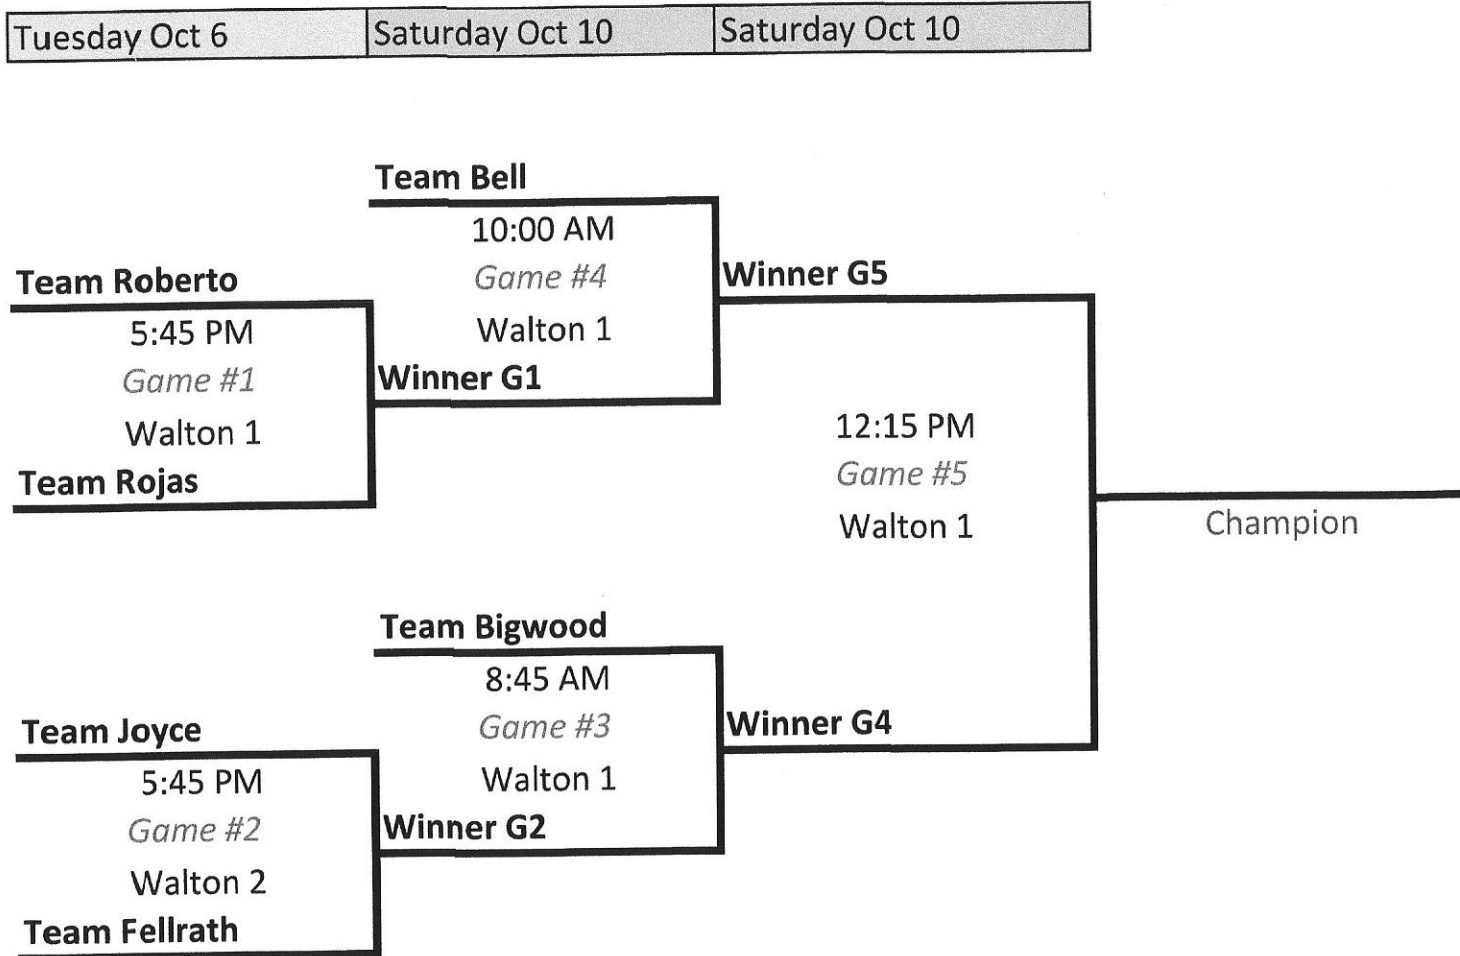 Tuesday Oct 6
Saturday Oct 10
Saturday Oct 10
Team Bell
10:00 AM
Game #4
Walton 1
Winner G1
Team Roberto
5:45 PM
Game #1
Walton 1
Team Rojas
Winner G5
12:15 PM
Game #5
Walton 1
Winner G4
Champion
Team Bigwood
8:45 AM
Game #3
Walton 1
Winner G2
Team Joyce
5:45 PM
Game #2
Walton 2
Team Fellrath